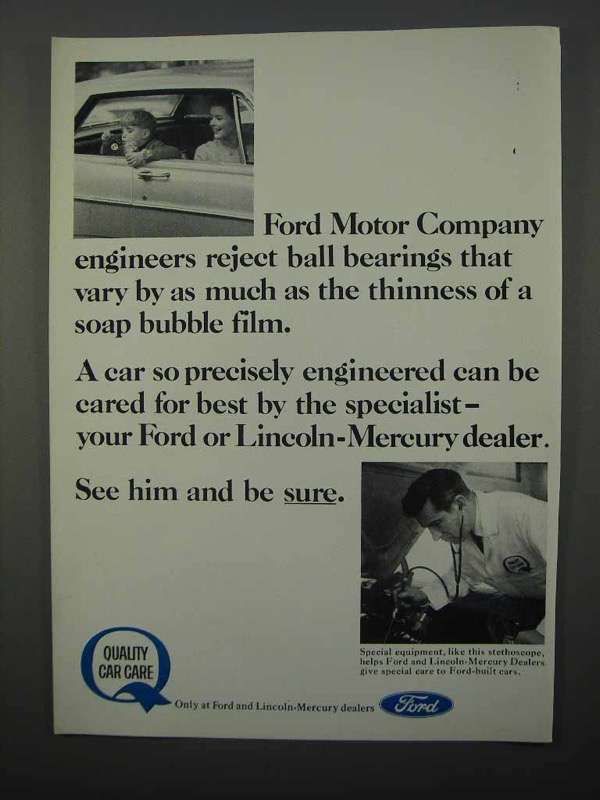 Ford Motor Company
engineers reject ball bearings that
vary by as much as the thinness of a
soap bubble film.
A car so precisely engineered can be
cared for best by the specialist–
your Ford or Lincoln-Mercury dealer.
See him and be sure.
Special equipment, like this stethoscope,
helps Ford and Lincoln-Mercury Dealers
give special care to Ford-built cars.
QUALITY
CAR CARE
Only at Ford and Lincoln-Mercury dealers
Ford